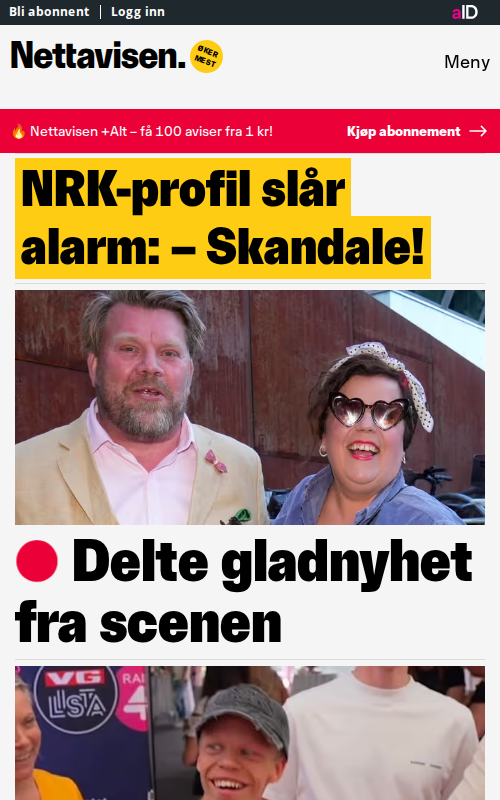 Bli abonnent | Logg inn
aID
Nettavisen.
ØKER
MEST
Meny
🔥 Nettavisen +Alt – få 100 aviser fra 1 kr!
Kjøp abonnement →
NRK-profil slår
alarm: – Skandale!
Delte gladnyhet
fra scenen
VG
LISTA
RA
4